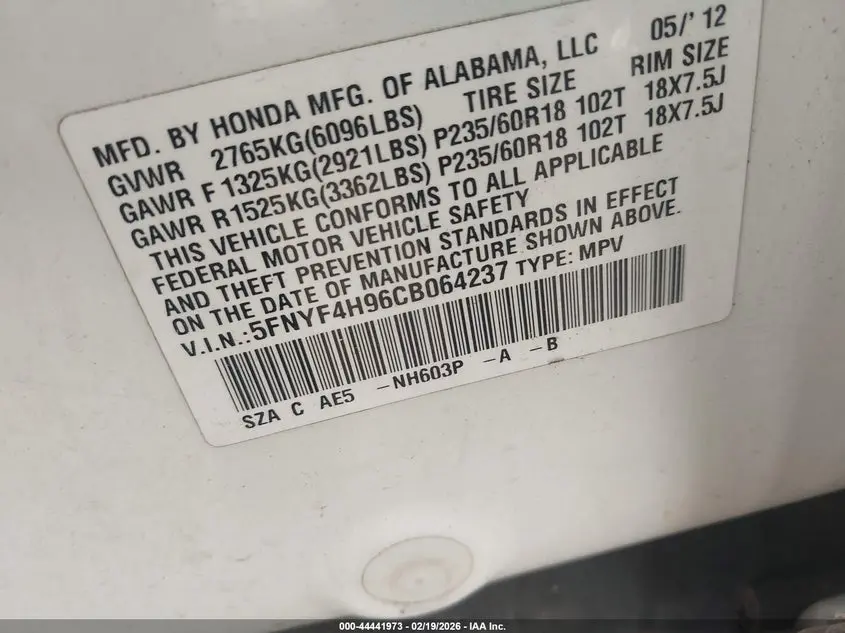 MFD. BY HONDA MFG. OF ALABAMA, LLC 05/' 12
GVWR 2765KG(6096LBS) TIRE SIZE RIM SIZE
GAWR F 1325KG(2921LBS) P235/60R18 102T 18X7.5J
GAWR R1525KG(3362LBS) P235/60R18 102T 18X7.5J
THIS VEHICLE CONFORMS TO ALL APPLICABLE
FEDERAL MOTOR VEHICLE SAFETY
AND THEFT PREVENTION STANDARDS IN EFFECT
ON THE DATE OF MANUFACTURE SHOWN ABOVE.
V.I.N.:5FNYF4H96CB064237 TYPE: MPV
SZA C AE5 -NH603P -A -B
000-44441973 - 02/19/2026 - IAA Inc.